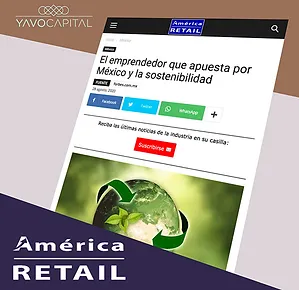 YAVOCAPITAL
América
RETAIL
El emprendedor que apuesta por
México y la sostenibilidad
FUENTE
forbes.com.mx
Facebook
Twitter
WhatsApp
+
Reciba las últimas noticias de la industria en su casilla:
Suscribirse
América
RETAIL